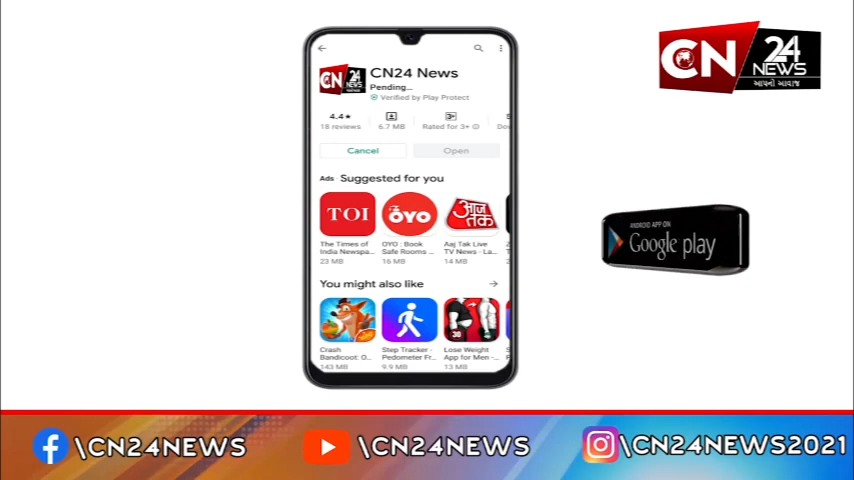 CN24 News
Pending...
Verified by Play Protect
4.4★
18 reviews
6.7 MB
3+
Rated for 3+
Cancel
Open
Ads Suggested for you
TOI
OYO
आज तक
The Times of
India Newspa...
23 MB
OYO : Book
Safe Rooms ...
16 MB
Aaj Tak Live
TV News - La...
14 MB
You might also like
30
Crash
Bandicoot: O...
143 MB
Step Tracker -
Pedometer Fr...
9.9 MB
Lose Weight
App for Men -...
13 MB
CN
24
NEWS
આપનો અવાજ
ANDROID APP ON
Google play
\CN24NEWS
\CN24NEWS
\CN24NEWS2021